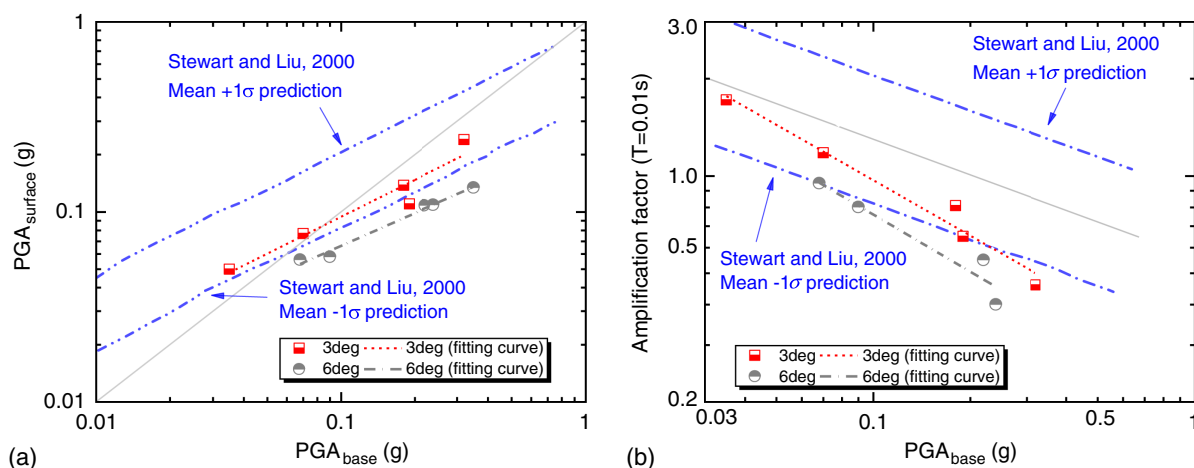 1
Stewart and Liu, 2000
Mean +1σ prediction
PGAsurface (g)
0.1
Stewart and Liu, 2000
Mean -1σ prediction
3deg 3deg (fitting curve)
6deg 6deg (fitting curve)
0.01
0.01 0.1 1
PGAbase (g)
(a)
3.0
Stewart and Liu, 2000
Mean +1σ prediction
Amplification factor (T=0.01s)
1.0
0.5
Stewart and Liu, 2000
Mean -1σ prediction
3deg 3deg (fitting curve)
6deg 6deg (fitting curve)
0.2
0.03 0.1 0.5 1
PGAbase (g)
(b)